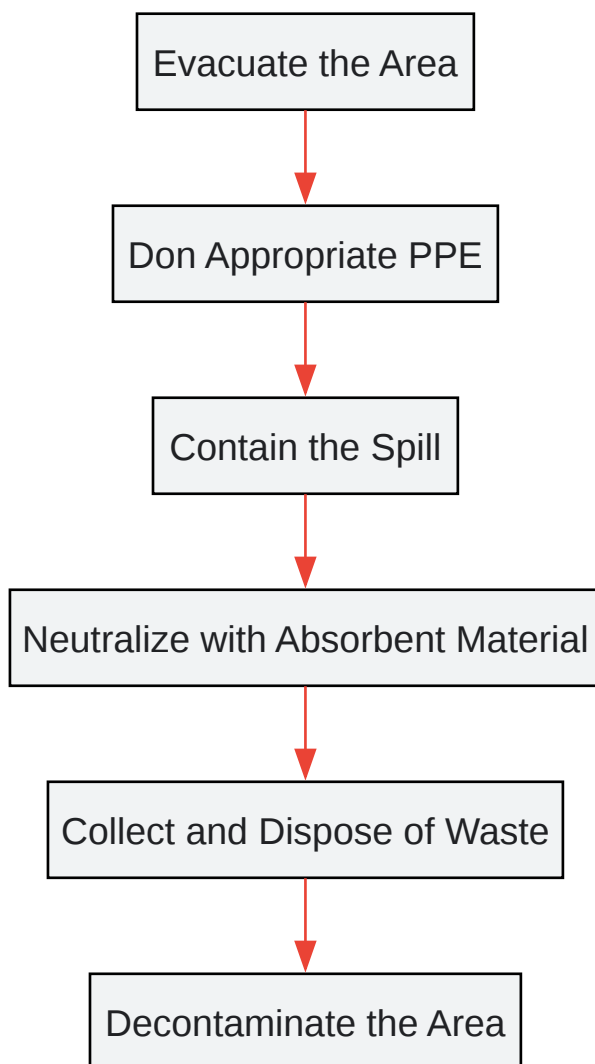 Evacuate the Area
Don Appropriate PPE
Contain the Spill
Neutralize with Absorbent Material
Collect and Dispose of Waste
Decontaminate the Area